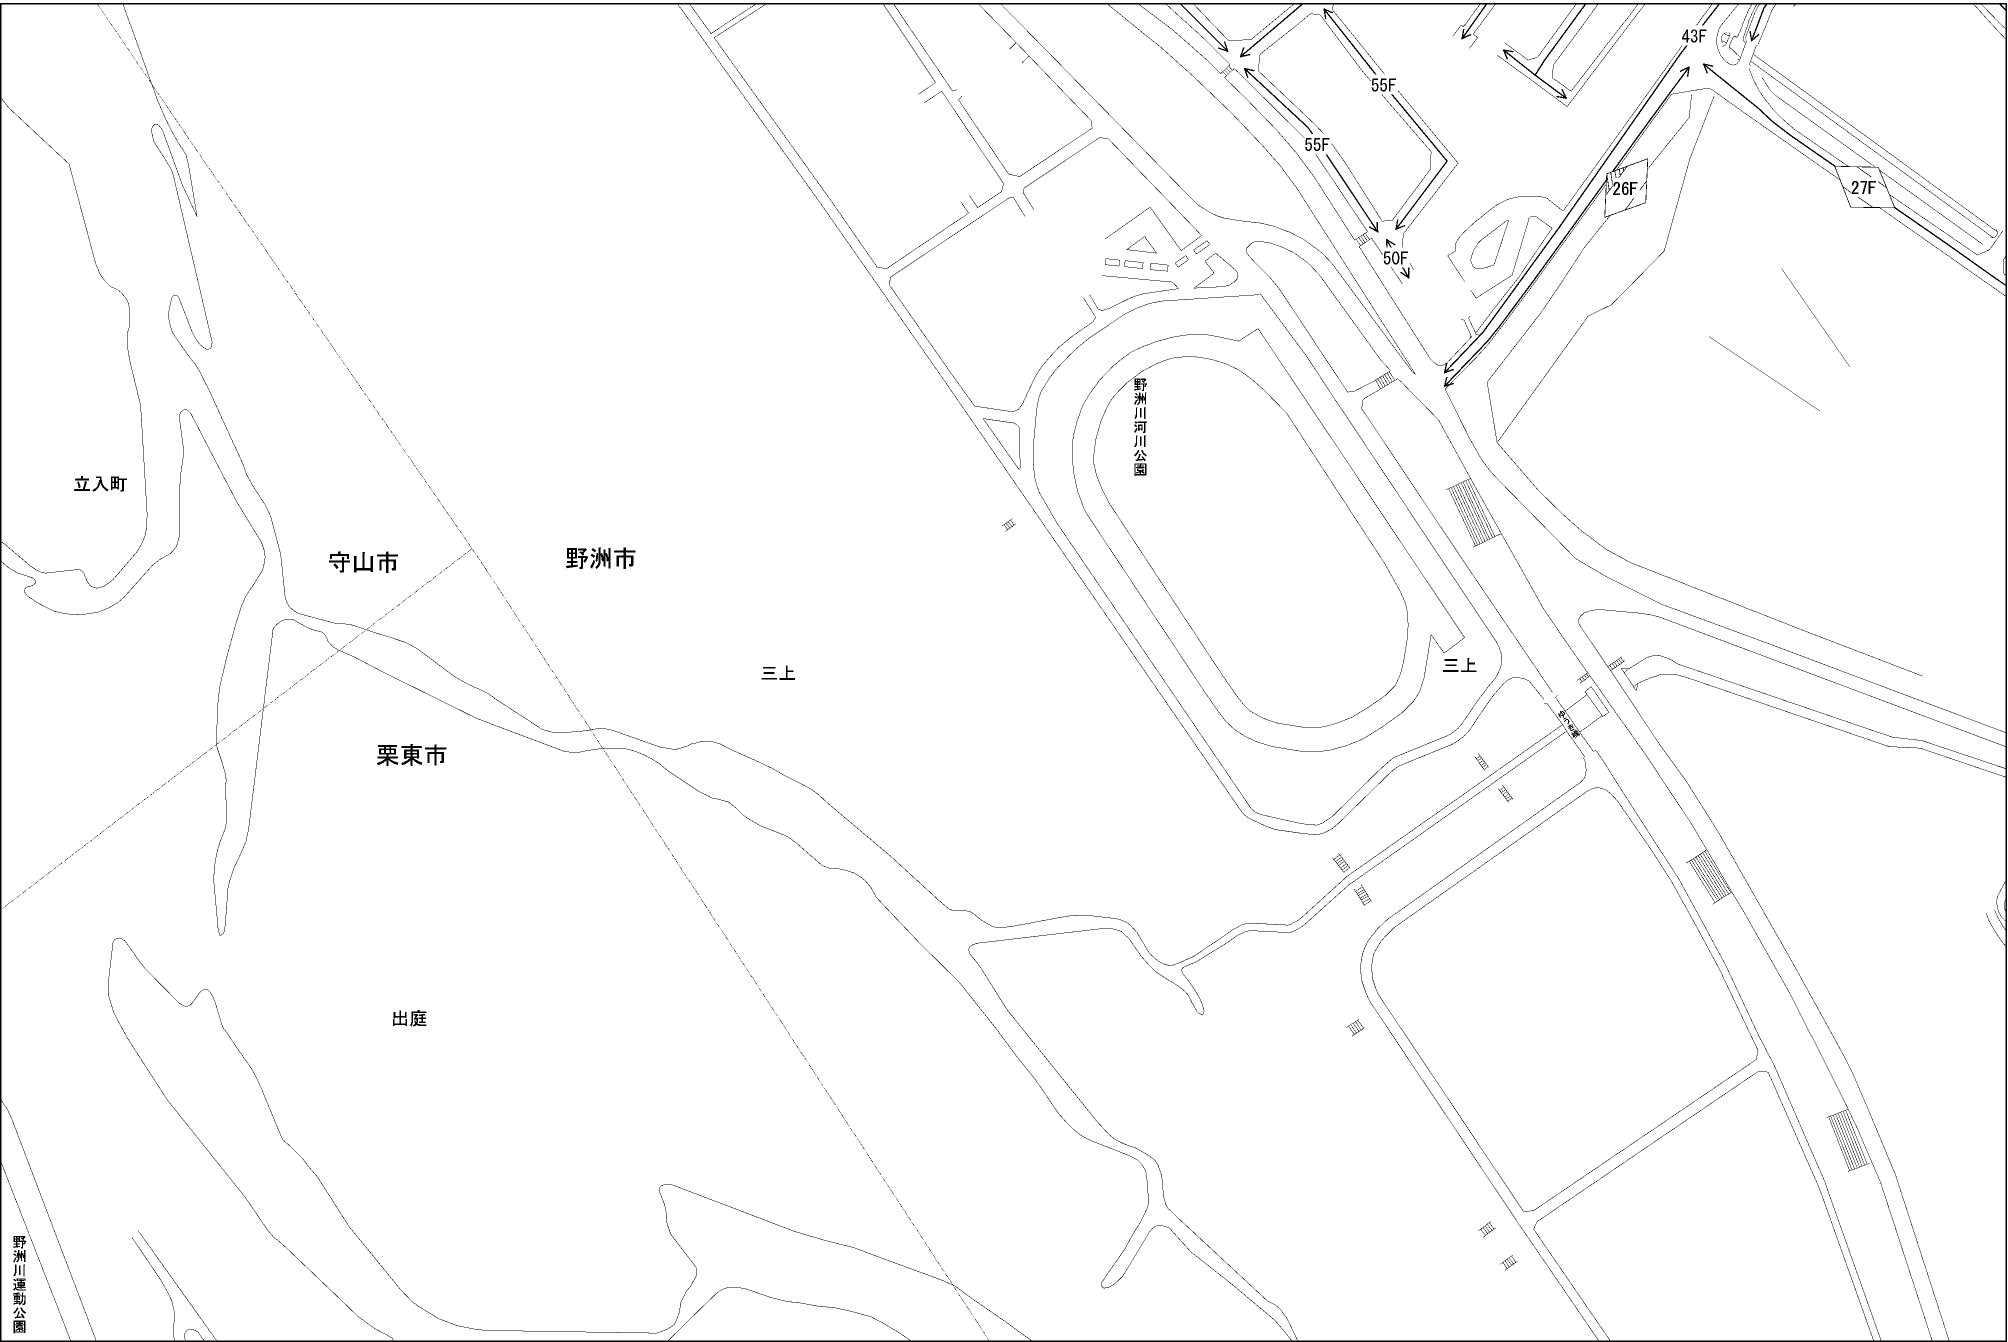 43F
55F
55F
26F
27F
50F
野洲川河川公園
立入町
守山市
野洲市
三上
三上
栗東市
出庭
野洲川運動公園